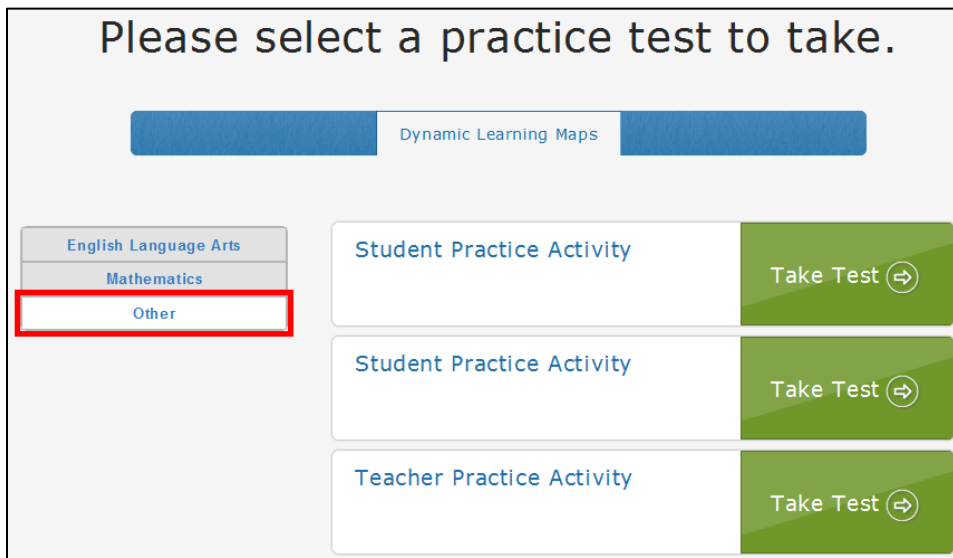 Please select a practice test to take.
Dynamic Learning Maps
English Language Arts
Mathematics
Other
Student Practice Activity
Take Test
Student Practice Activity
Take Test
Teacher Practice Activity
Take Test